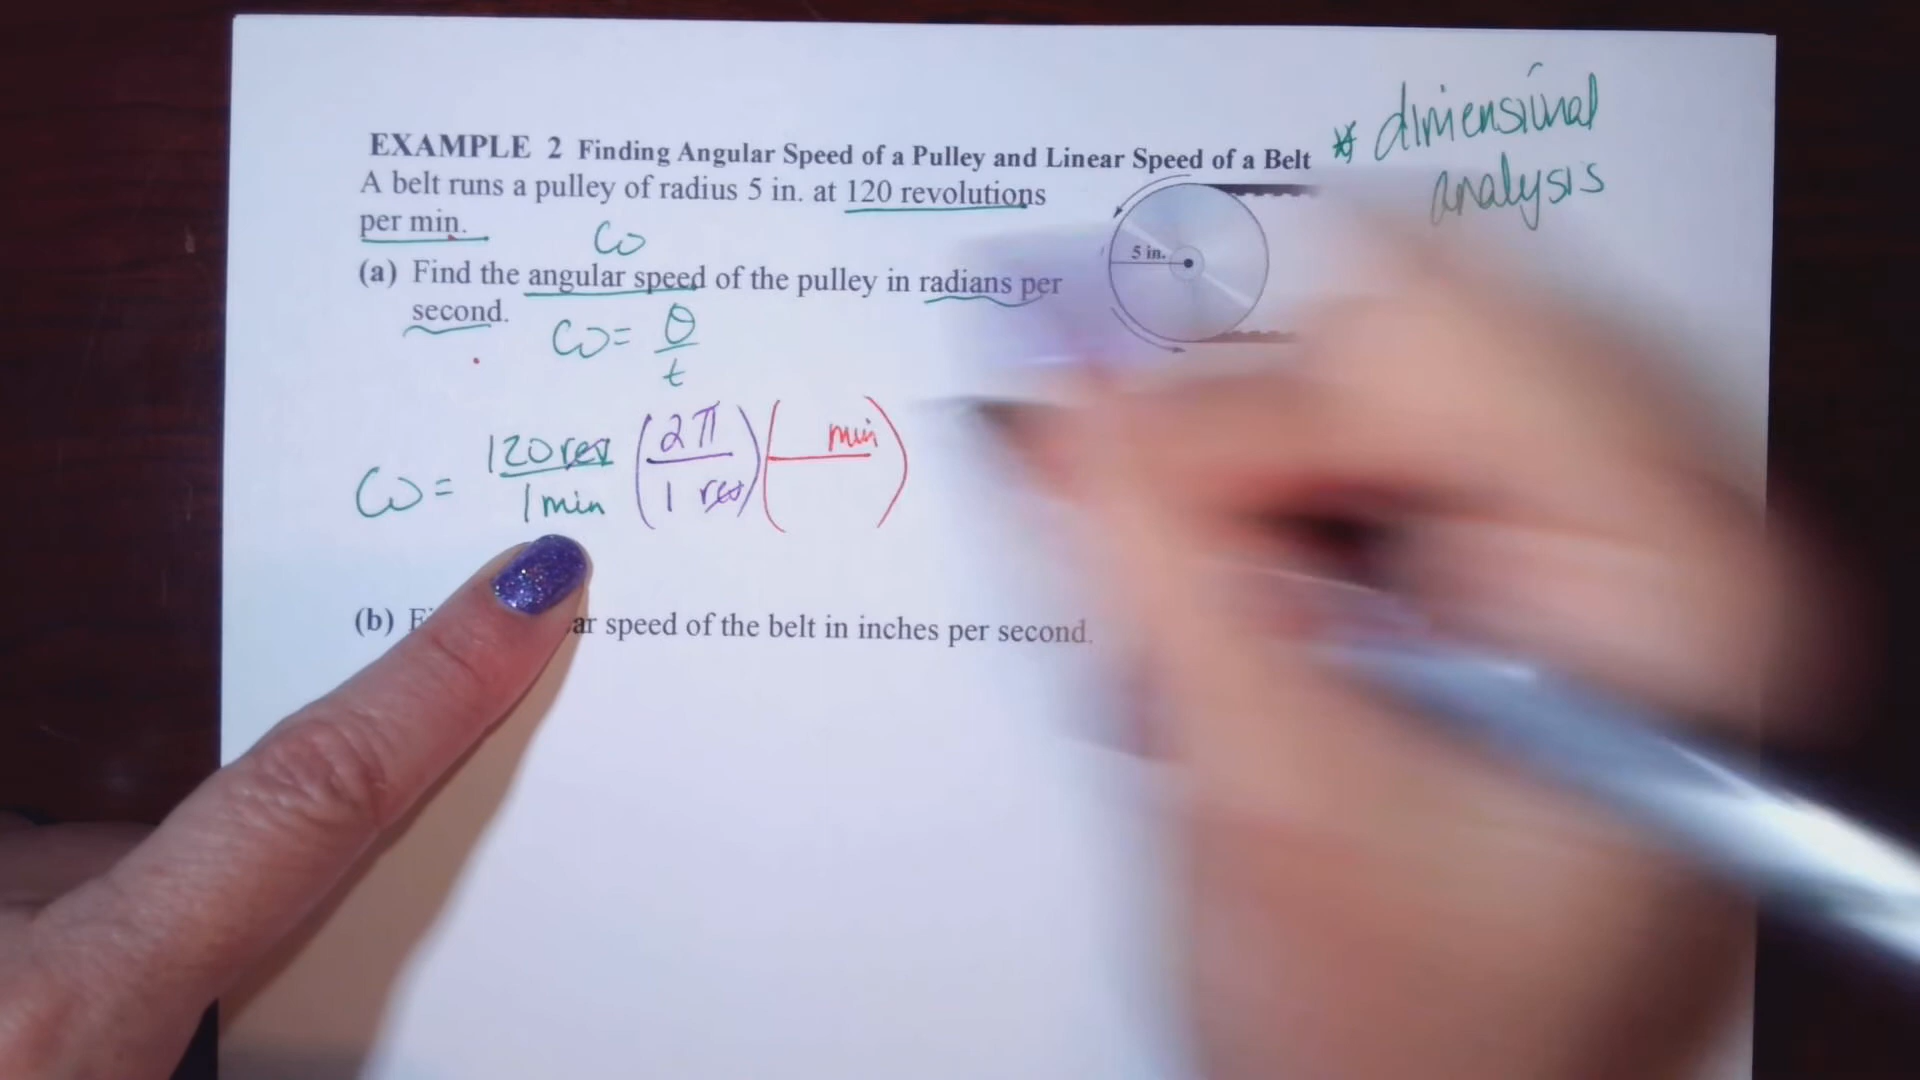 EXAMPLE 2 Finding Angular Speed of a Pulley and Linear Speed of a Belt
* dimensional
analysis
A belt runs a pulley of radius 5 in. at 120 revolutions
per min.
ω
5 in.
(a) Find the angular speed of the pulley in radians per
second.
ω = θ/t
ω = 120 rev/1 min (2π/1 rev)( min/ )
(b) ar speed of the belt in inches per second.